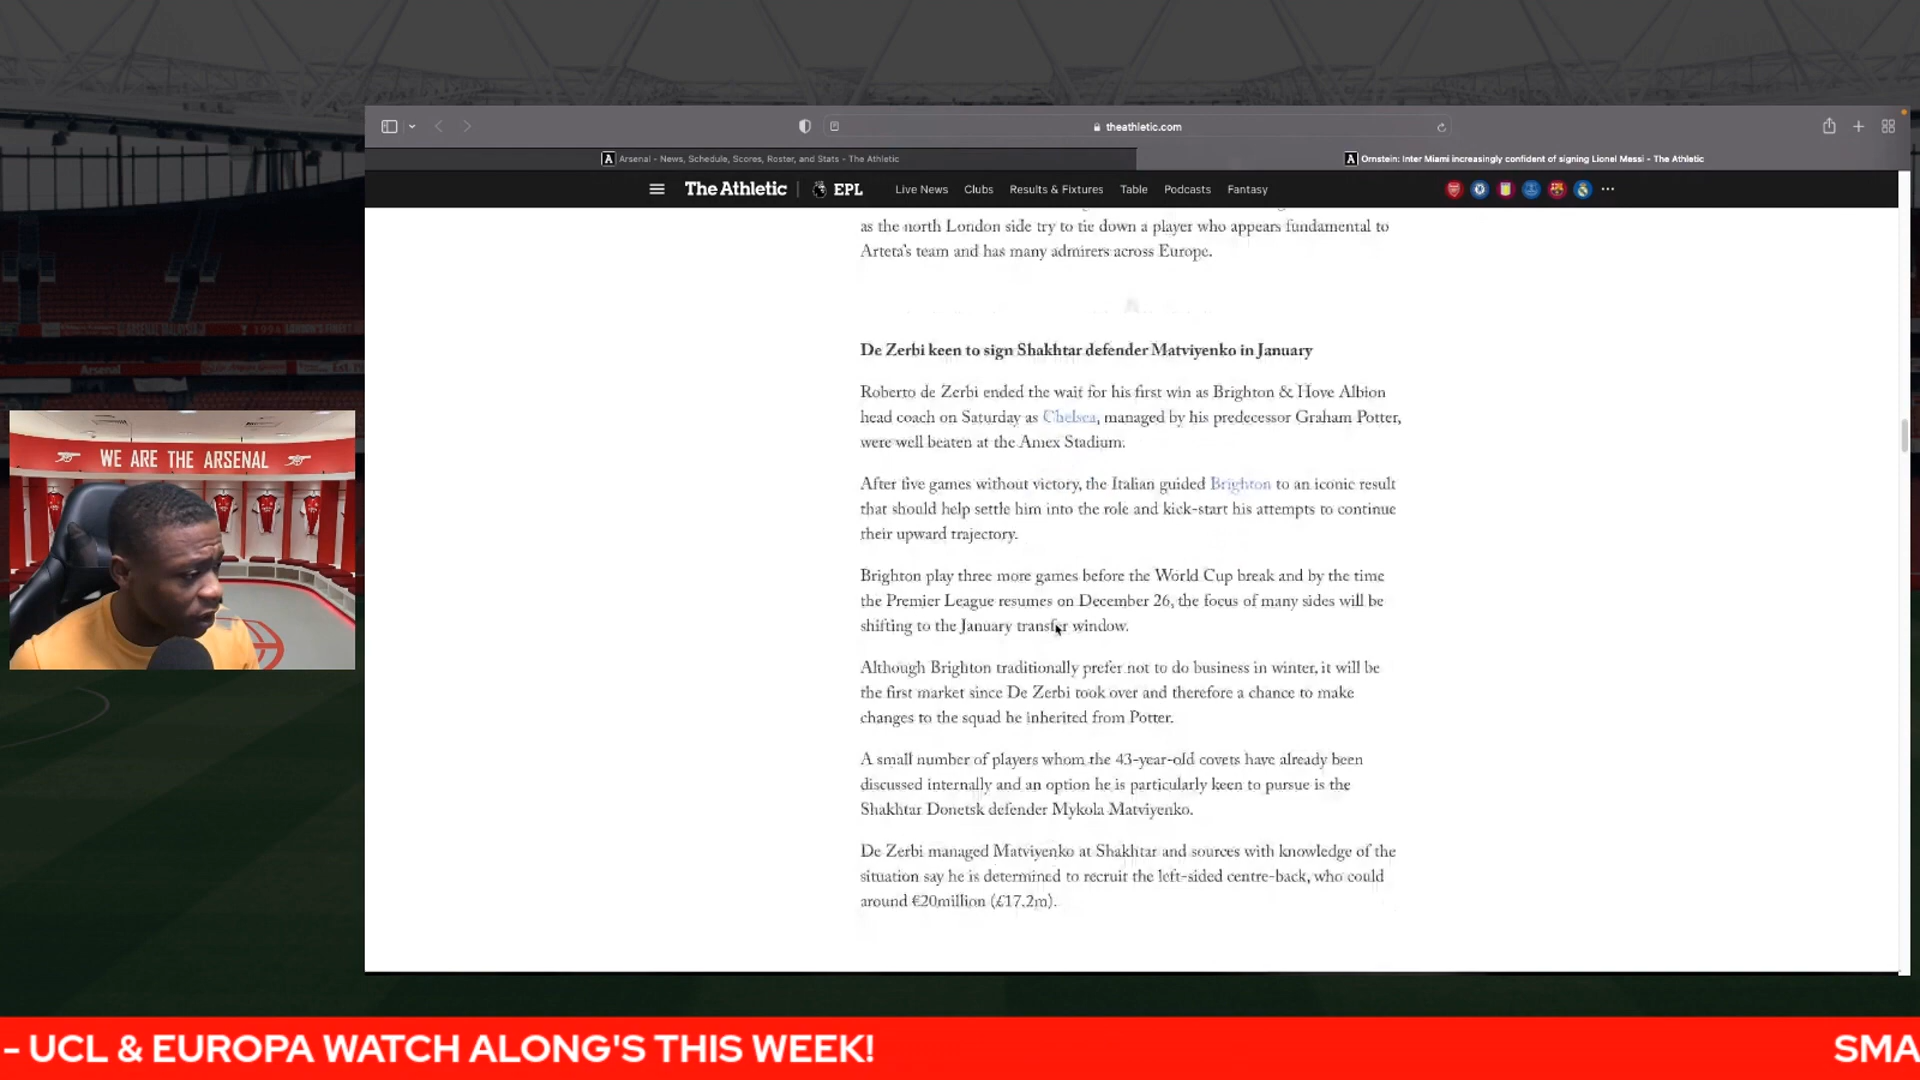 theathletic.com
Arsenal - News, Schedule, Scores, Roster, and Stats - The Athletic
Ornstein: Inter Miami increasingly confident of signing Lionel Messi - The Athletic
The Athletic EPL Live News Clubs Results & Fixtures Table Podcasts Fantasy
as the north London side try to tie down a player who appears fundamental to
Arteta's team and has many admirers across Europe.
De Zerbi keen to sign Shakhtar defender Matviyenko in January
Roberto de Zerbi ended the wait for his first win as Brighton & Hove Albion
head coach on Saturday as Chelsea, managed by his predecessor Graham Potter,
were well beaten at the Amex Stadium.
After five games without victory, the Italian guided Brighton to an iconic result
that should help settle him into the role and kick-start his attempts to continue
their upward trajectory.
Brighton play three more games before the World Cup break and by the time
the Premier League resumes on December 26, the focus of many sides will be
shifting to the January transfer window.
Although Brighton traditionally prefer not to do business in winter, it will be
the first market since De Zerbi took over and therefore a chance to make
changes to the squad he inherited from Potter.
A small number of players whom the 43-year-old covets have already been
discussed internally and an option he is particularly keen to pursue is the
Shakhtar Donetsk defender Mykola Matviyenko.
De Zerbi managed Matviyenko at Shakhtar and sources with knowledge of the
situation say he is determined to recruit the left-sided centre-back, who could
around €20million (£17.2m).
WE ARE THE ARSENAL
Arsenal
- UCL & EUROPA WATCH ALONG'S THIS WEEK!
SMA